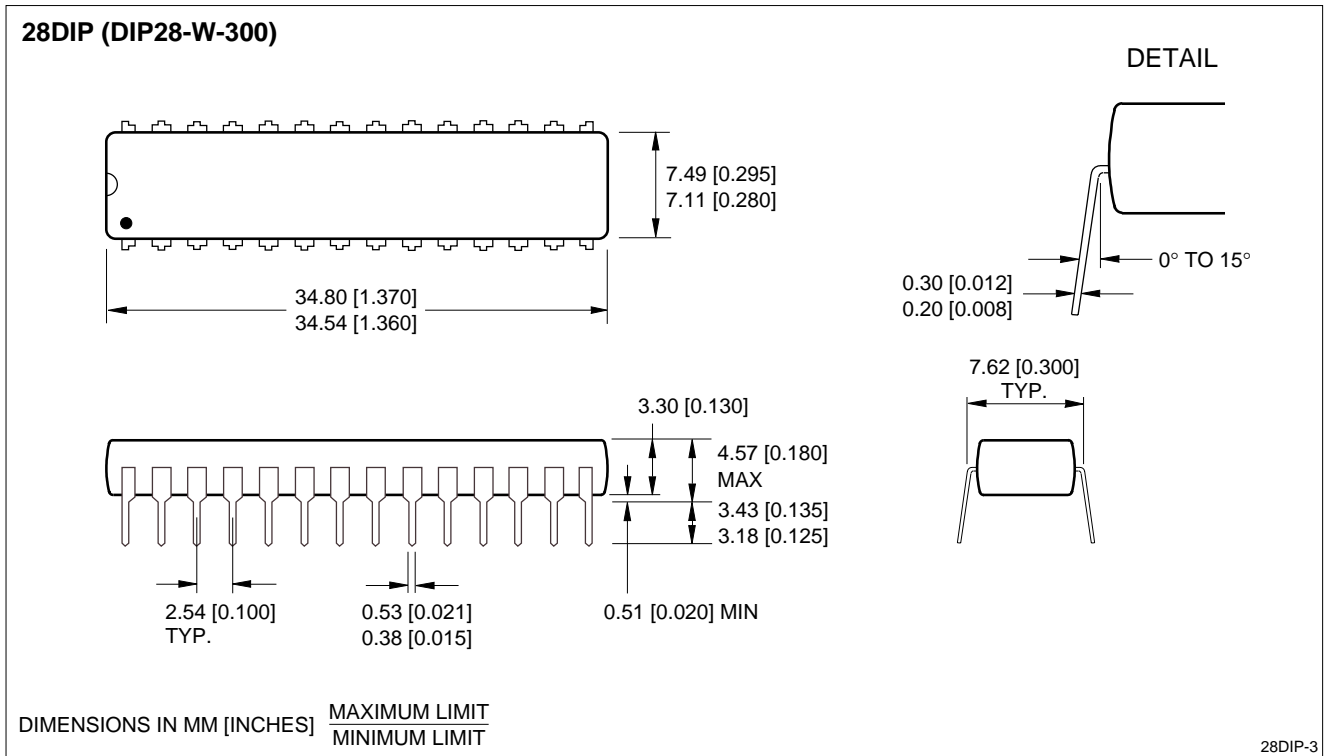 28DIP (DIP28-W-300)
DETAIL
7.49 [0.295]
7.11 [0.280]
34.80 [1.370]
34.54 [1.360]
0° TO 15°
0.30 [0.012]
0.20 [0.008]
7.62 [0.300]
TYP.
3.30 [0.130]
4.57 [0.180]
MAX
3.43 [0.135]
3.18 [0.125]
2.54 [0.100]
TYP.
0.53 [0.021]
0.38 [0.015]
0.51 [0.020] MIN
DIMENSIONS IN MM [INCHES]
MAXIMUM LIMIT
MINIMUM LIMIT
28DIP-3